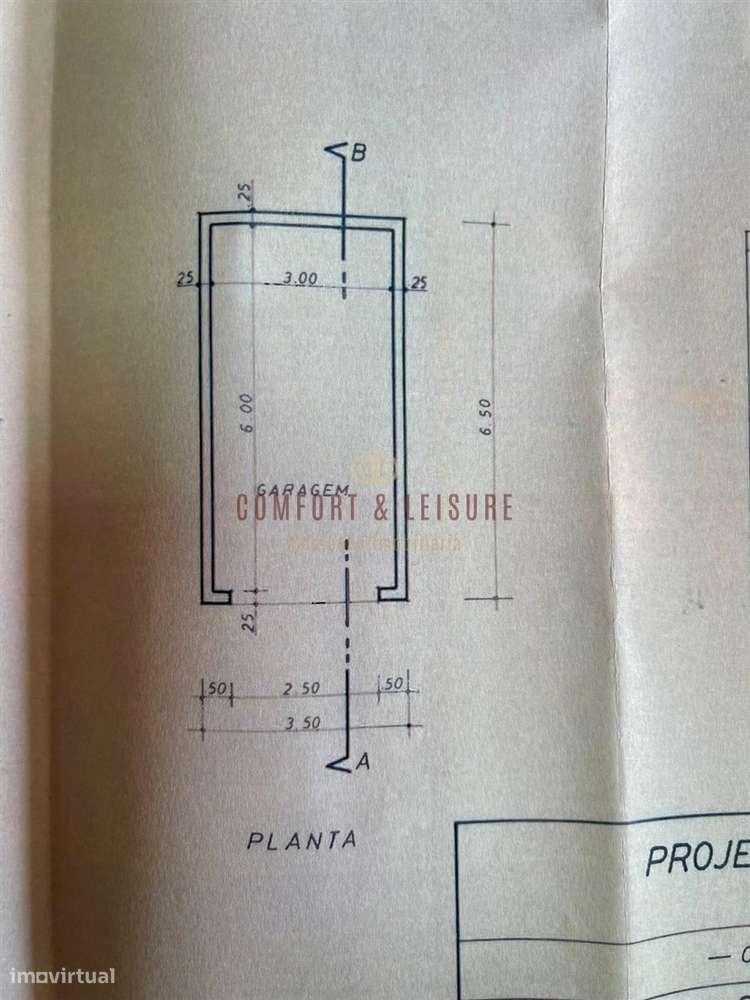 B
.25
25
3.00
25
6.00
6.50
GARAGEM
COMFORT & LEISURE
25
.50
2.50
.50
3.50
A
PLANTA
PROJE
imovirtual